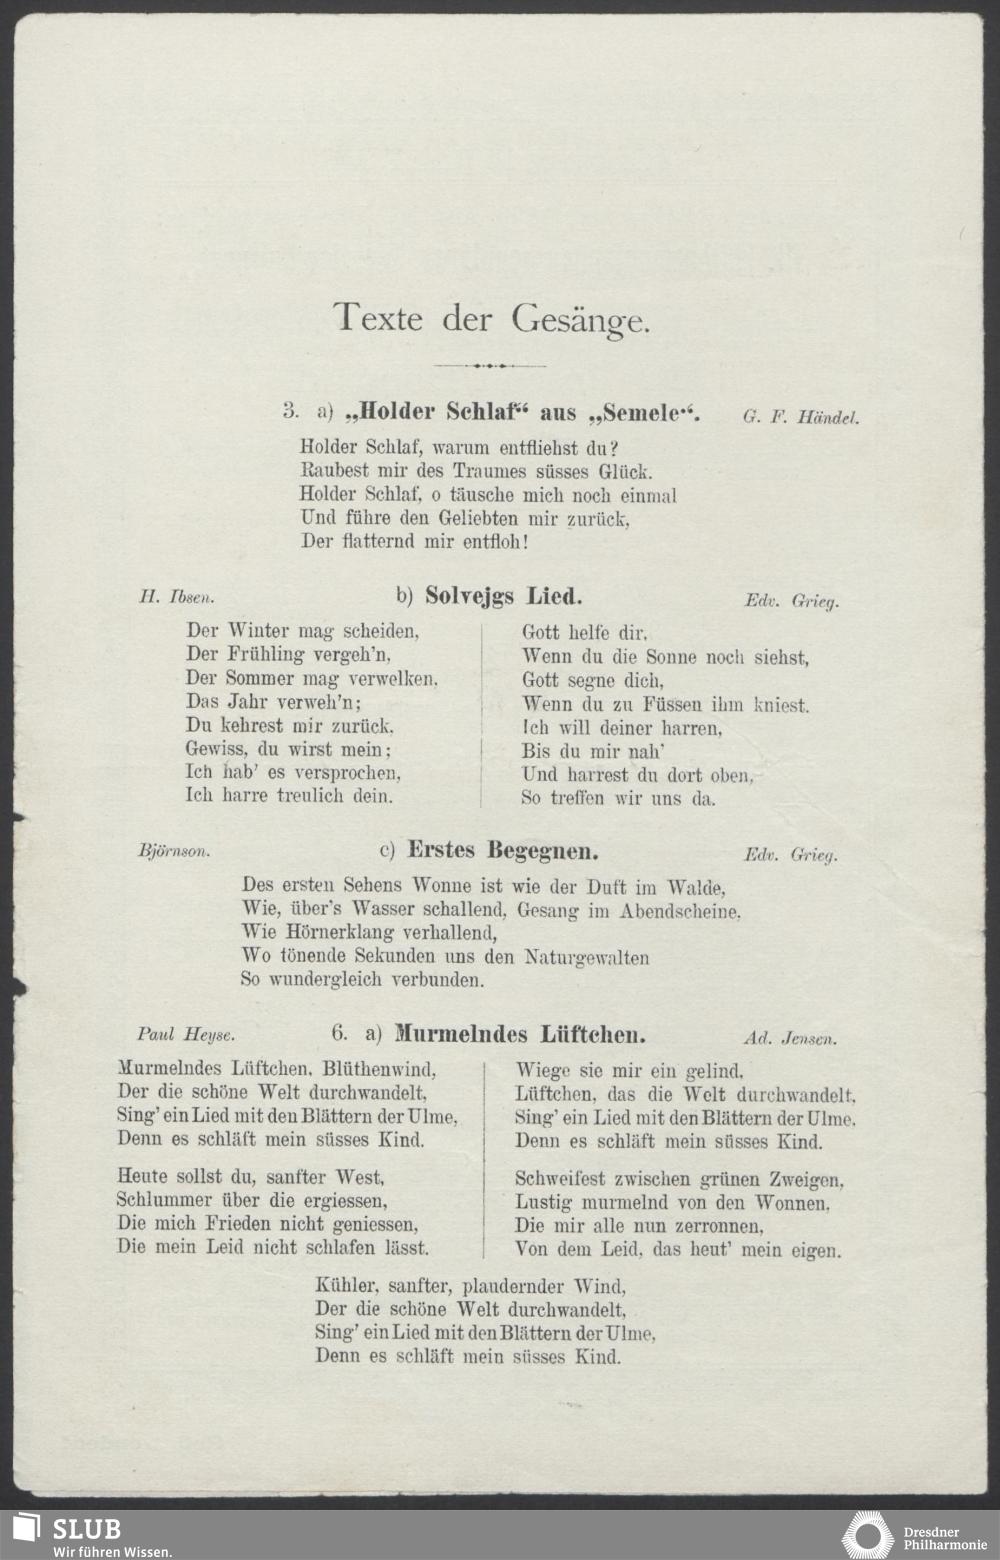 Texte der Gesänge.
3. a) „Holder Schlaf“ aus „Semele“. G. F. Händel.
Holder Schlaf, warum entfliehst du?
Raubest mir des Traumes süsses Glück.
Holder Schlaf, o täusche mich noch einmal
Und führe den Geliebten mir zurück,
Der flatternd mir entfloh!
H. Ibsen. b) Solvejgs Lied. Edv. Grieg.
Der Winter mag scheiden,
Der Frühling vergeh'n,
Der Sommer mag verwelken,
Das Jahr verweh'n;
Du kehrest mir zurück,
Gewiss, du wirst mein;
Ich hab' es versprochen,
Ich harre treulich dein.
Gott helfe dir,
Wenn du die Sonne noch siehst,
Gott segne dich,
Wenn du zu Füssen ihm kniest.
Ich will deiner harren,
Bis du mir nah'
Und harrest du dort oben,
So treffen wir uns da.
Björnson. c) Erstes Begegnen. Edv. Grieg.
Des ersten Sehens Wonne ist wie der Duft im Walde,
Wie, über's Wasser schallend, Gesang im Abendscheine,
Wie Hörnerklang verhallend,
Wo tönende Sekunden uns den Naturgewalten
So wundergleich verbunden.
Paul Heyse. 6. a) Murmelndes Lüftchen. Ad. Jensen.
Murmelndes Lüftchen, Blüthenwind,
Der die schöne Welt durchwandelt,
Sing' ein Lied mit den Blättern der Ulme,
Denn es schläft mein süsses Kind.
Heute sollst du, sanfter West,
Schlummer über die ergiessen,
Die mich Frieden nicht geniessen,
Die mein Leid nicht schlafen lässt.
Wiege sie mir ein gelind,
Lüftchen, das die Welt durchwandelt,
Sing' ein Lied mit den Blättern der Ulme,
Denn es schläft mein süsses Kind.
Schweifest zwischen grünen Zweigen,
Lustig murmelnd von den Wonnen,
Die mir alle nun zerronnen,
Von dem Leid, das heut' mein eigen.
Kühler, sanfter, plaudernder Wind,
Der die schöne Welt durchwandelt,
Sing' ein Lied mit den Blättern der Ulme,
Denn es schläft mein süsses Kind.
SLUB
Wir führen Wissen.
Dresdner
Philharmonie